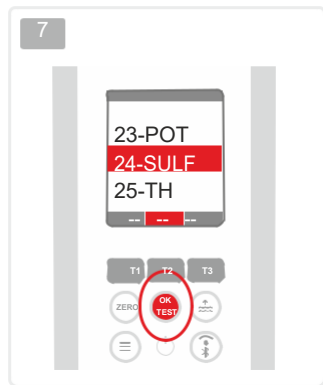 7
23-POT
24-SULF
25-TH
-- -- --
T1 T2 T3
ZERO
OK
TEST